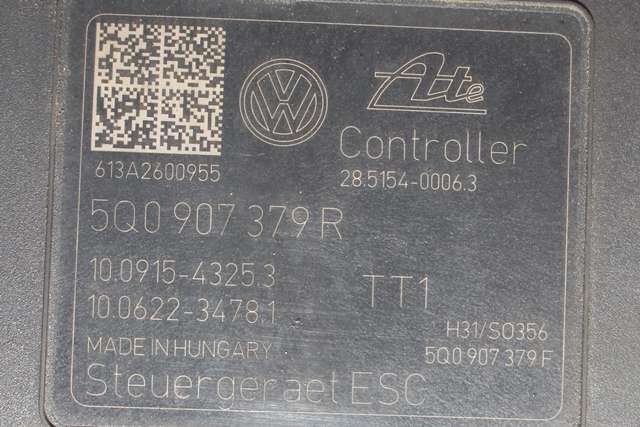 Ate
Controller
613A2600955
28.5154-0006.3
5Q0 907 379 R
10.0915-4325.3
TT1
10.0622-3478.1
H31/SO356
MADE IN HUNGARY
5Q0 907 379 F
Steuergeraet ESC